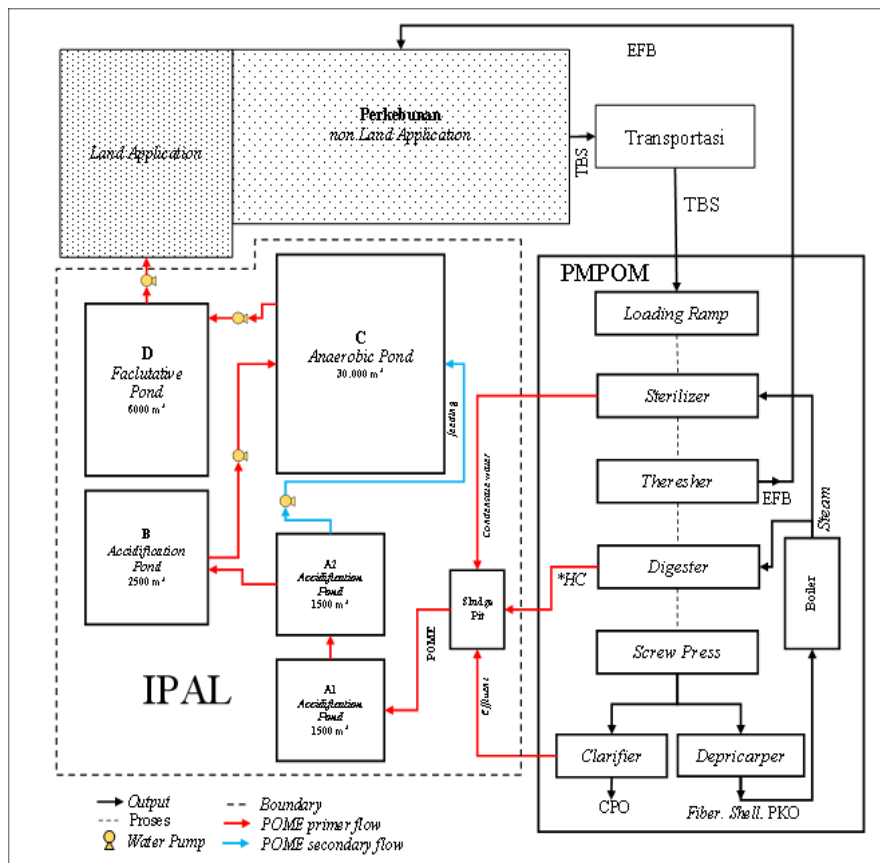 EFB
Perkebunan
non Land Application
Land Application
TBS
Transportasi
TBS
PMPOM
Loading Ramp
Sterilizer
Theresher
EFB
Steam
Digester
*HC
Boiler
Screw Press
Clarifier
Depricarper
CPO
Fiber. Shell. PKO
D
Faclutative
Pond
6000 m³
C
Anaerobic Pond
30.000 m³
feeding
Condensate water
B
Accidification
Pond
2500 m³
A2
Accidification
Pond
1500 m³
Sludge
Pit
POME
Effluent
A1
Accidification
Pond
1500 m³
IPAL
Output
Proses
Water Pump
Boundary
POME primer flow
POME secondary flow